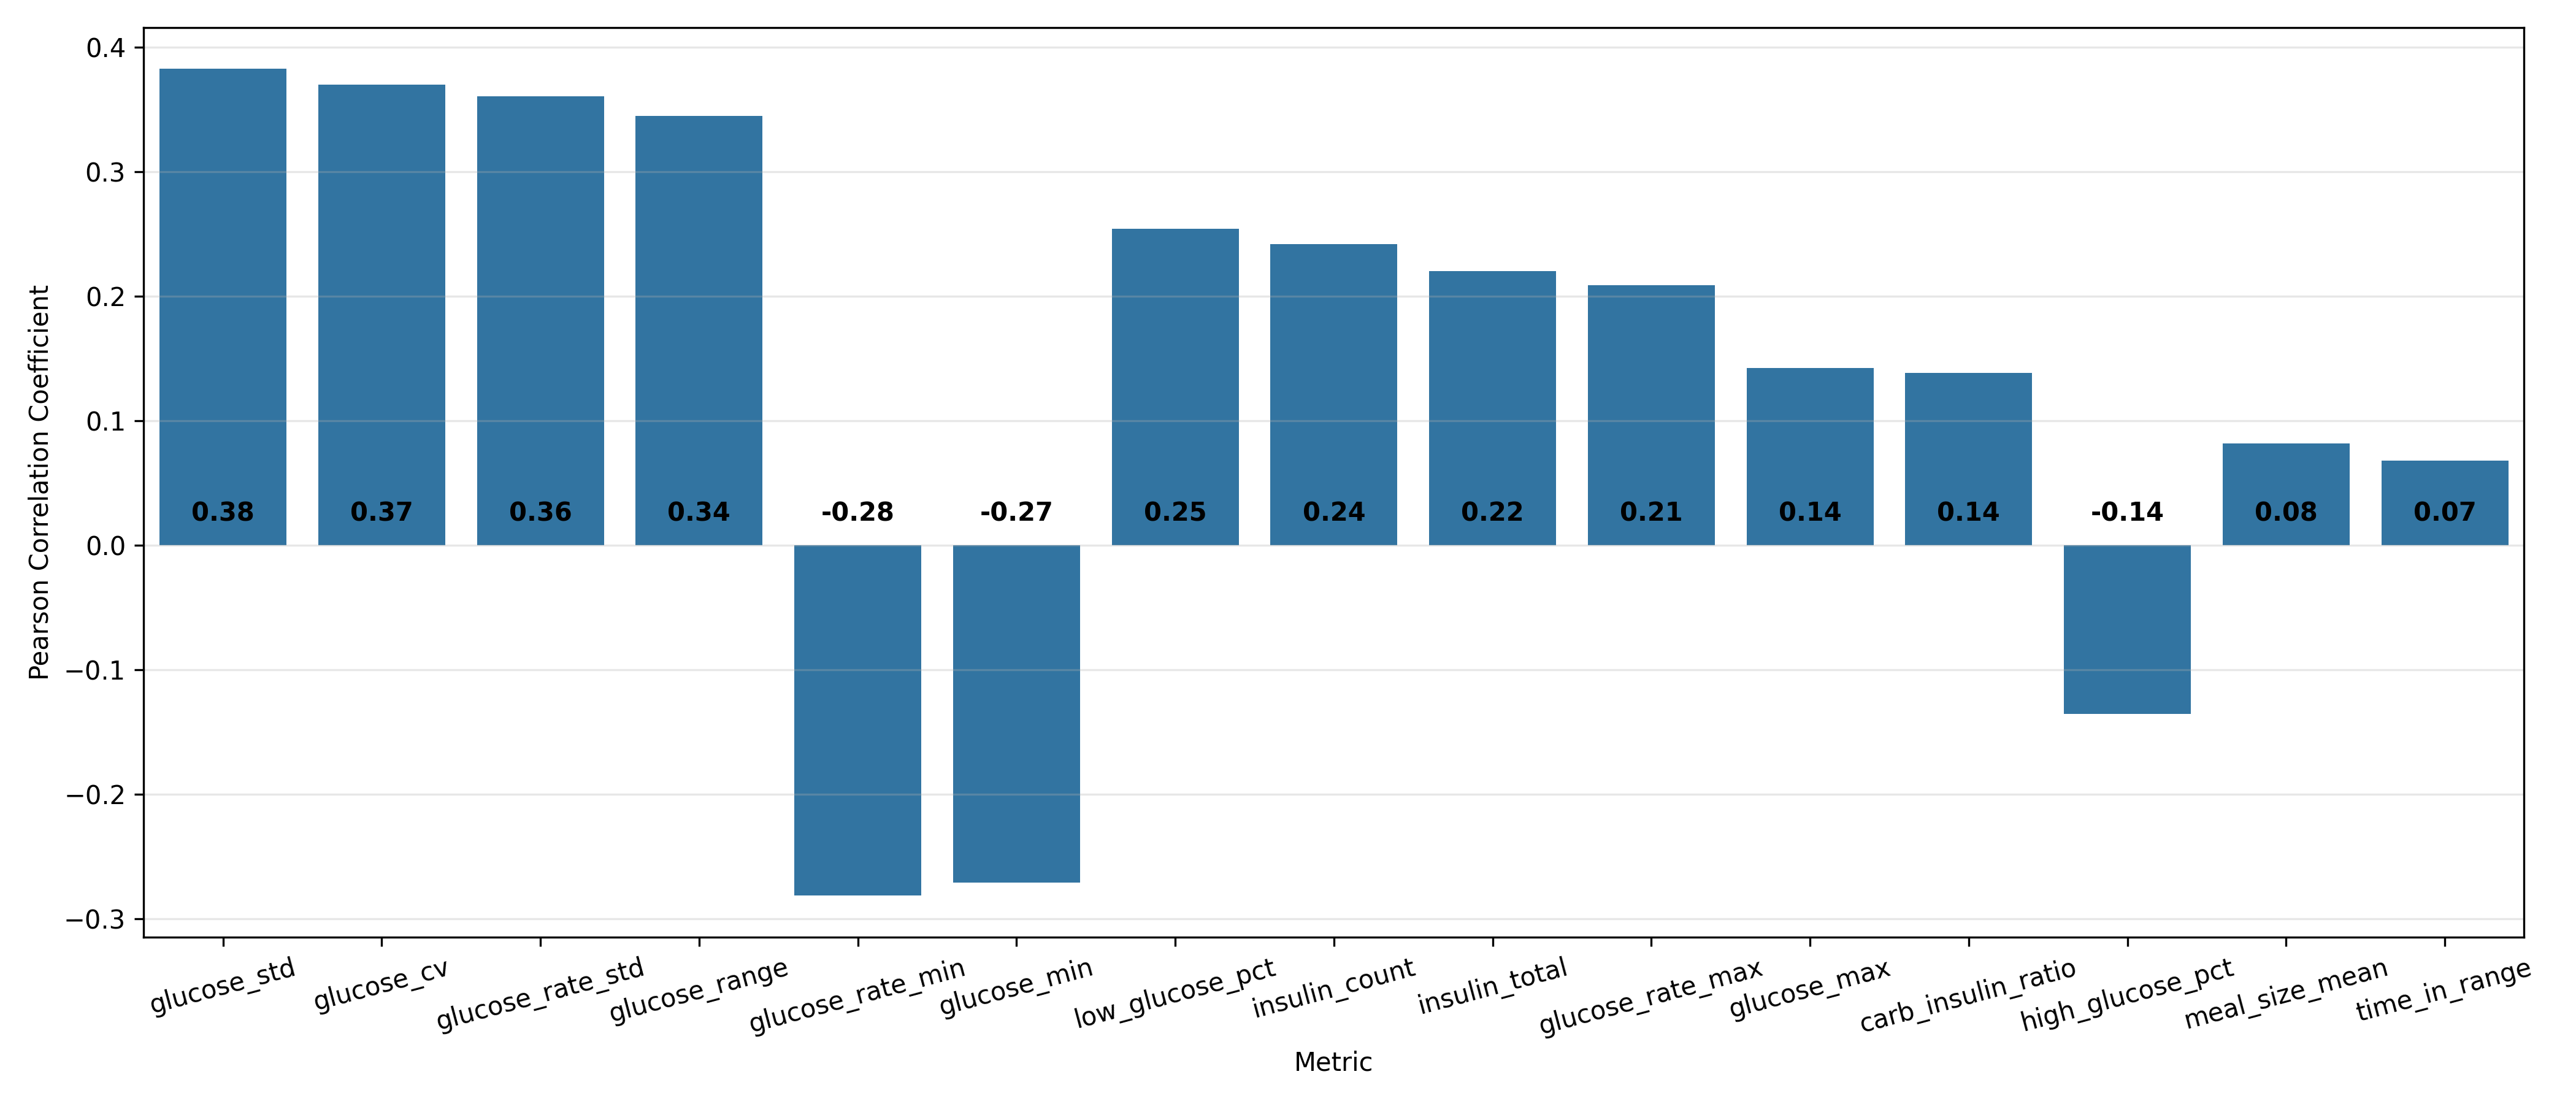 Pearson Correlation Coefficient
0.4
0.3
0.2
0.1
0.0
−0.1
−0.2
−0.3
0.38
0.37
0.36
0.34
-0.28
-0.27
0.25
0.24
0.22
0.21
0.14
0.14
-0.14
0.08
0.07
glucose_std
glucose_cv
glucose_rate_std
glucose_range
glucose_rate_min
glucose_min
low_glucose_pct
insulin_count
insulin_total
glucose_rate_max
glucose_max
carb_insulin_ratio
high_glucose_pct
meal_size_mean
time_in_range
Metric